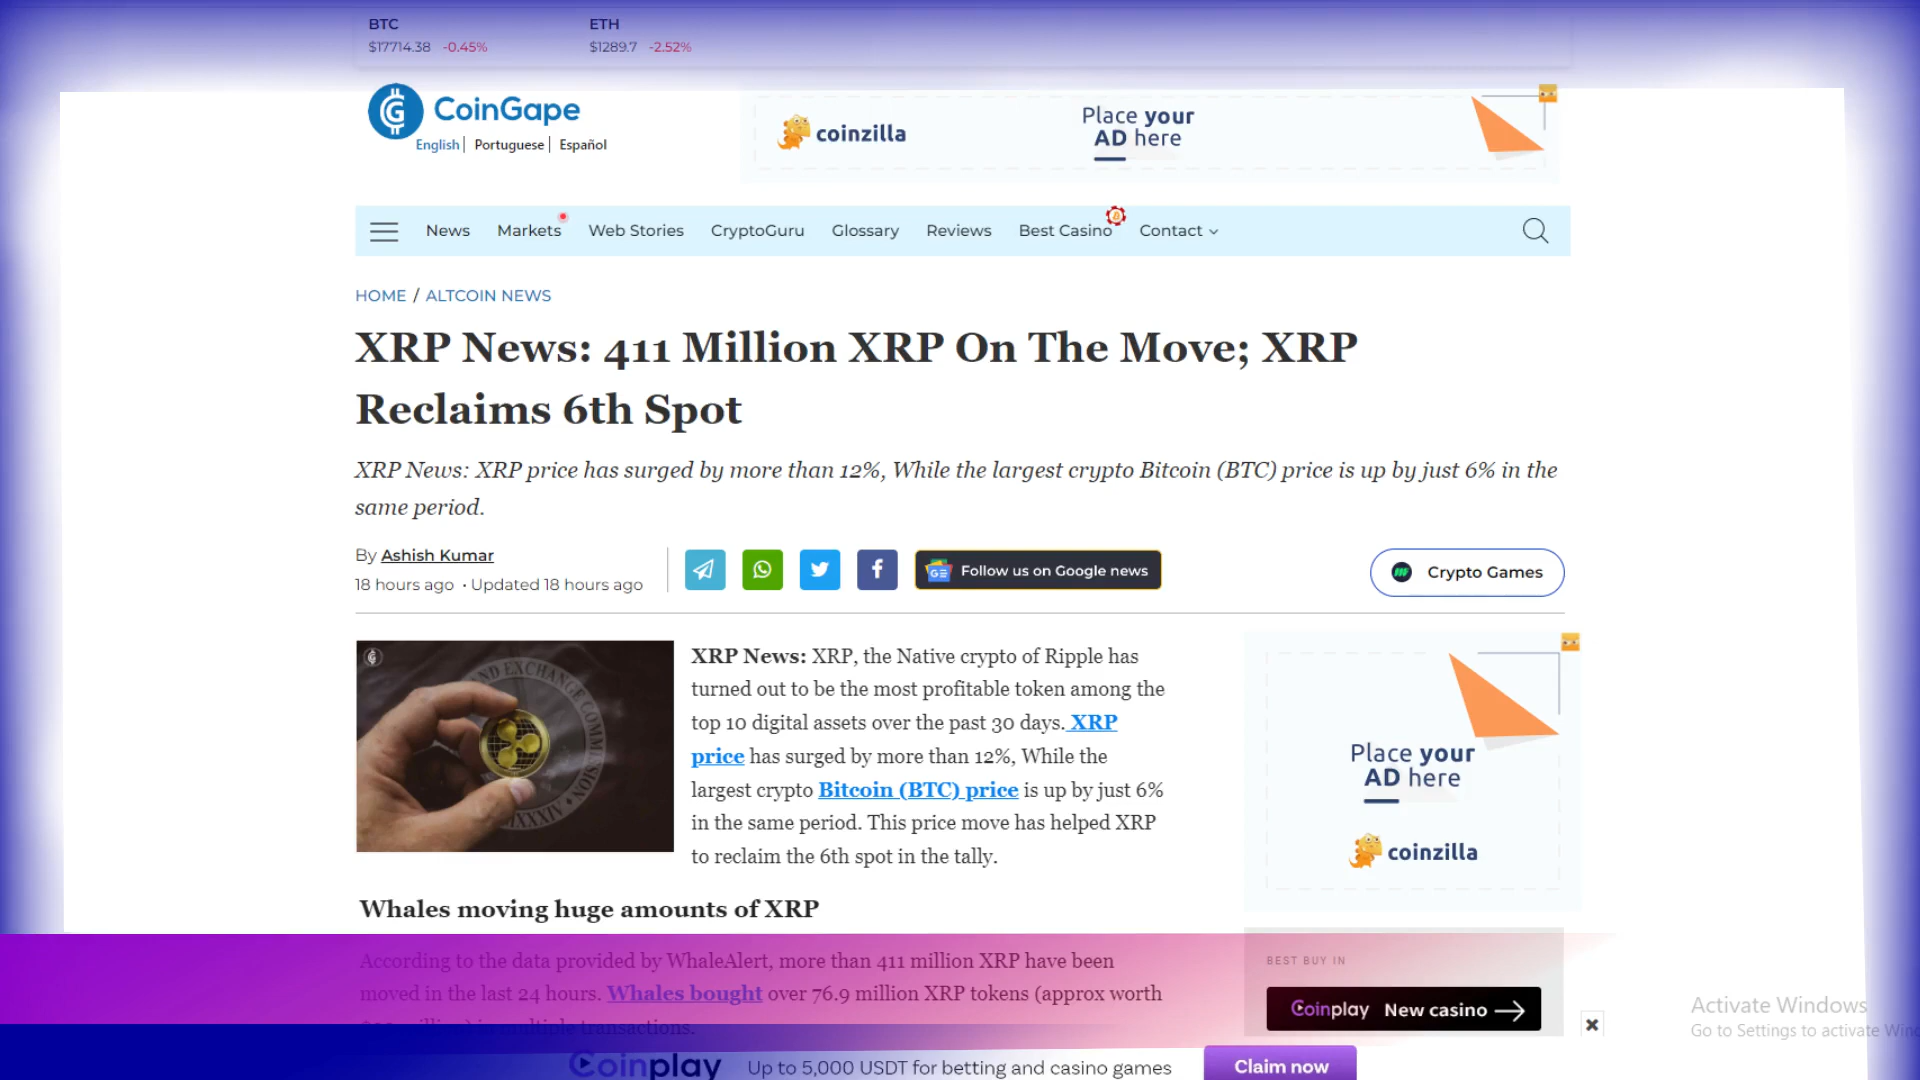 BTC ETH
$17714.38 -0.45% $1289.7 -2.52%
CoinGape
English Portuguese Español
coinzilla
Place your
AD here
News Markets Web Stories CryptoGuru Glossary Reviews Best Casino Contact
HOME / ALTCOIN NEWS
XRP News: 411 Million XRP On The Move; XRP
Reclaims 6th Spot
XRP News: XRP price has surged by more than 12%, While the largest crypto Bitcoin (BTC) price is up by just 6% in the
same period.
By Ashish Kumar
18 hours ago · Updated 18 hours ago
Follow us on Google news
Crypto Games
ND EXCHANGE COMMISSION
XXXIV
XRP News: XRP, the Native crypto of Ripple has
turned out to be the most profitable token among the
top 10 digital assets over the past 30 days. XRP
price has surged by more than 12%, While the
largest crypto Bitcoin (BTC) price is up by just 6%
in the same period. This price move has helped XRP
to reclaim the 6th spot in the tally.
Place your
AD here
coinzilla
Whales moving huge amounts of XRP
According to the data provided by WhaleAlert, more than 411 million XRP have been
moved in the last 24 hours. Whales bought over 76.9 million XRP tokens (approx worth
in multiple transactions.
BEST BUY IN
Coinplay New casino
Activate Windows
Go to Settings to activate Win
Coinplay Up to 5,000 USDT for betting and casino games Claim now